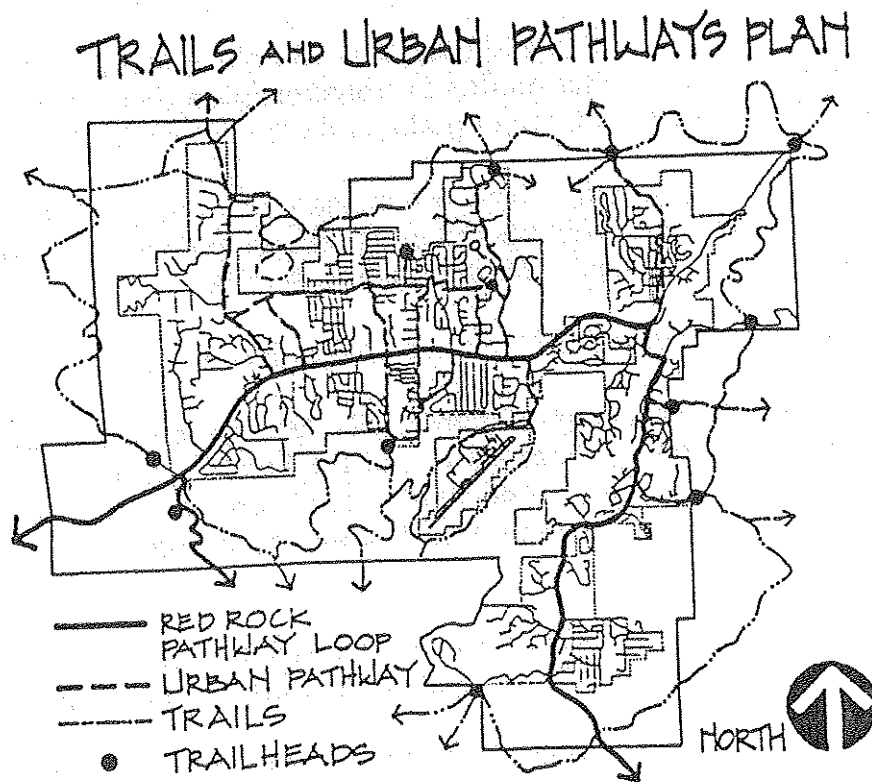 TRAILS AND URBAN PATHWAYS PLAN
RED ROCK
PATHWAY LOOP
URBAN PATHWAY
TRAILS
TRAILHEADS
NORTH